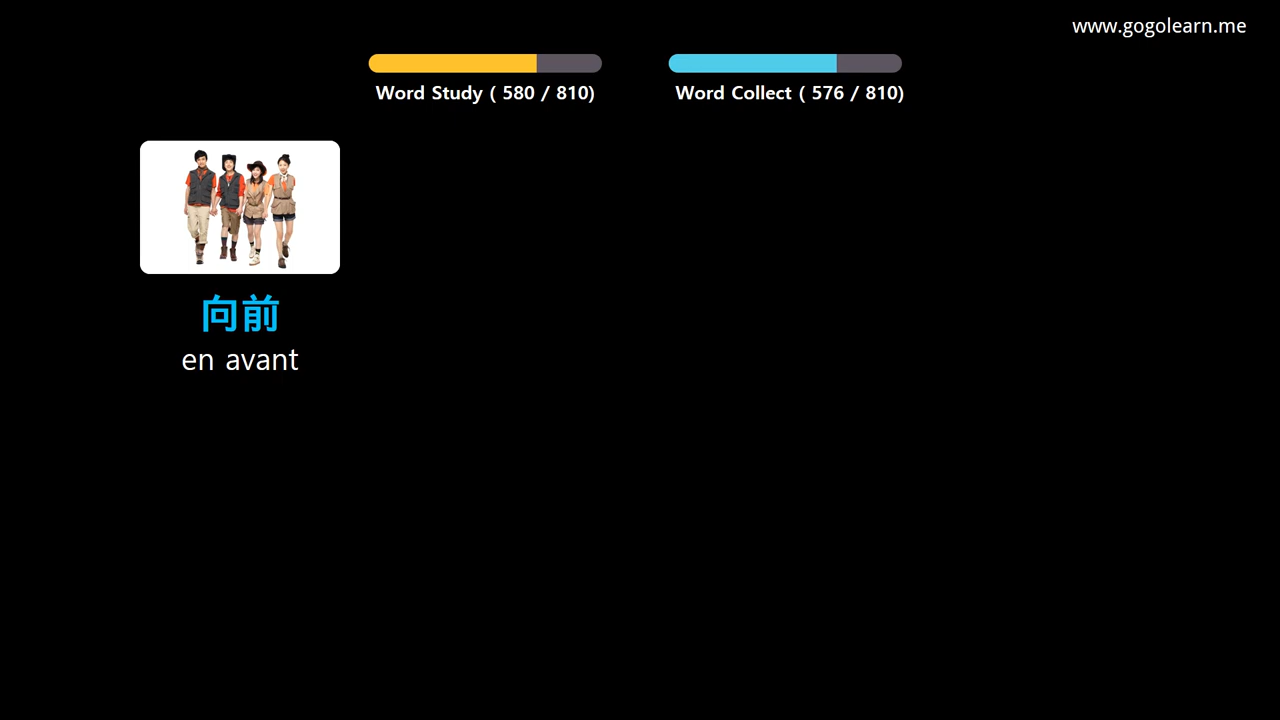 www.gogolearn.me
Word Study ( 580 / 810)
Word Collect ( 576 / 810)
向前
en avant